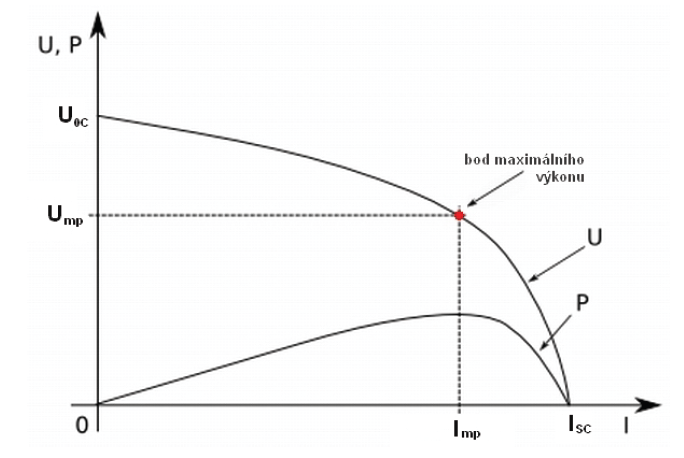 U, P
U0C
bod maximálního
výkonu
Ump
U
P
0
Imp
ISC
I